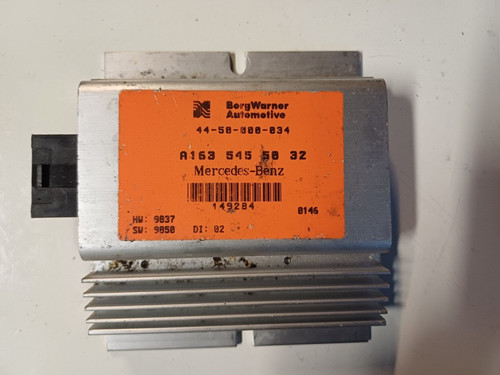 BorgWarner
Automotive
44-50-000-034
A163 545 50 32
Mercedes-Benz
149284
0146
HW: 9837
SW: 9850 DI: 02